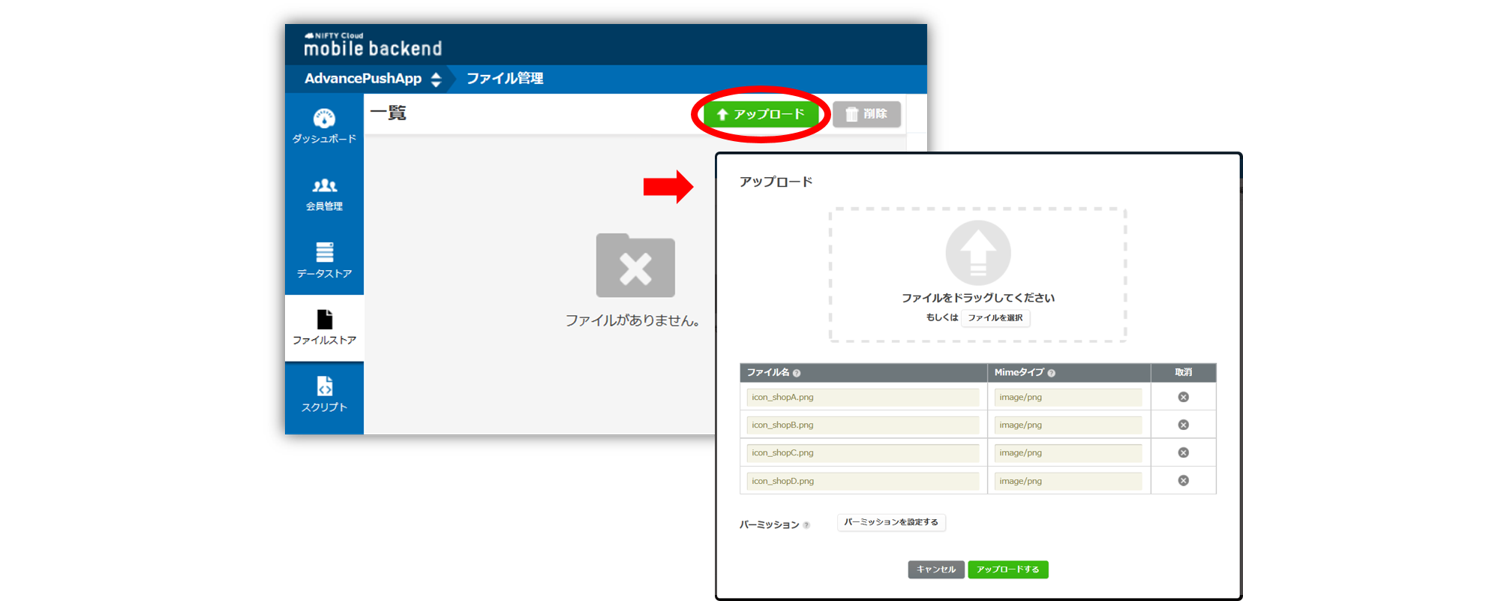 NIFTY Cloud
mobile backend
AdvancePushApp ファイル管理
ダッシュボード
会員管理
データストア
ファイルストア
スクリプト
一覧
アップロード
削除
ファイルがありません。
アップロード
ファイルをドラッグしてください
もしくは ファイルを選択
ファイル名 ? Mimeタイプ ? 取消
icon_shopA.png image/png
icon_shopB.png image/png
icon_shopC.png image/png
icon_shopD.png image/png
パーミッション ? パーミッションを設定する
キャンセル アップロードする